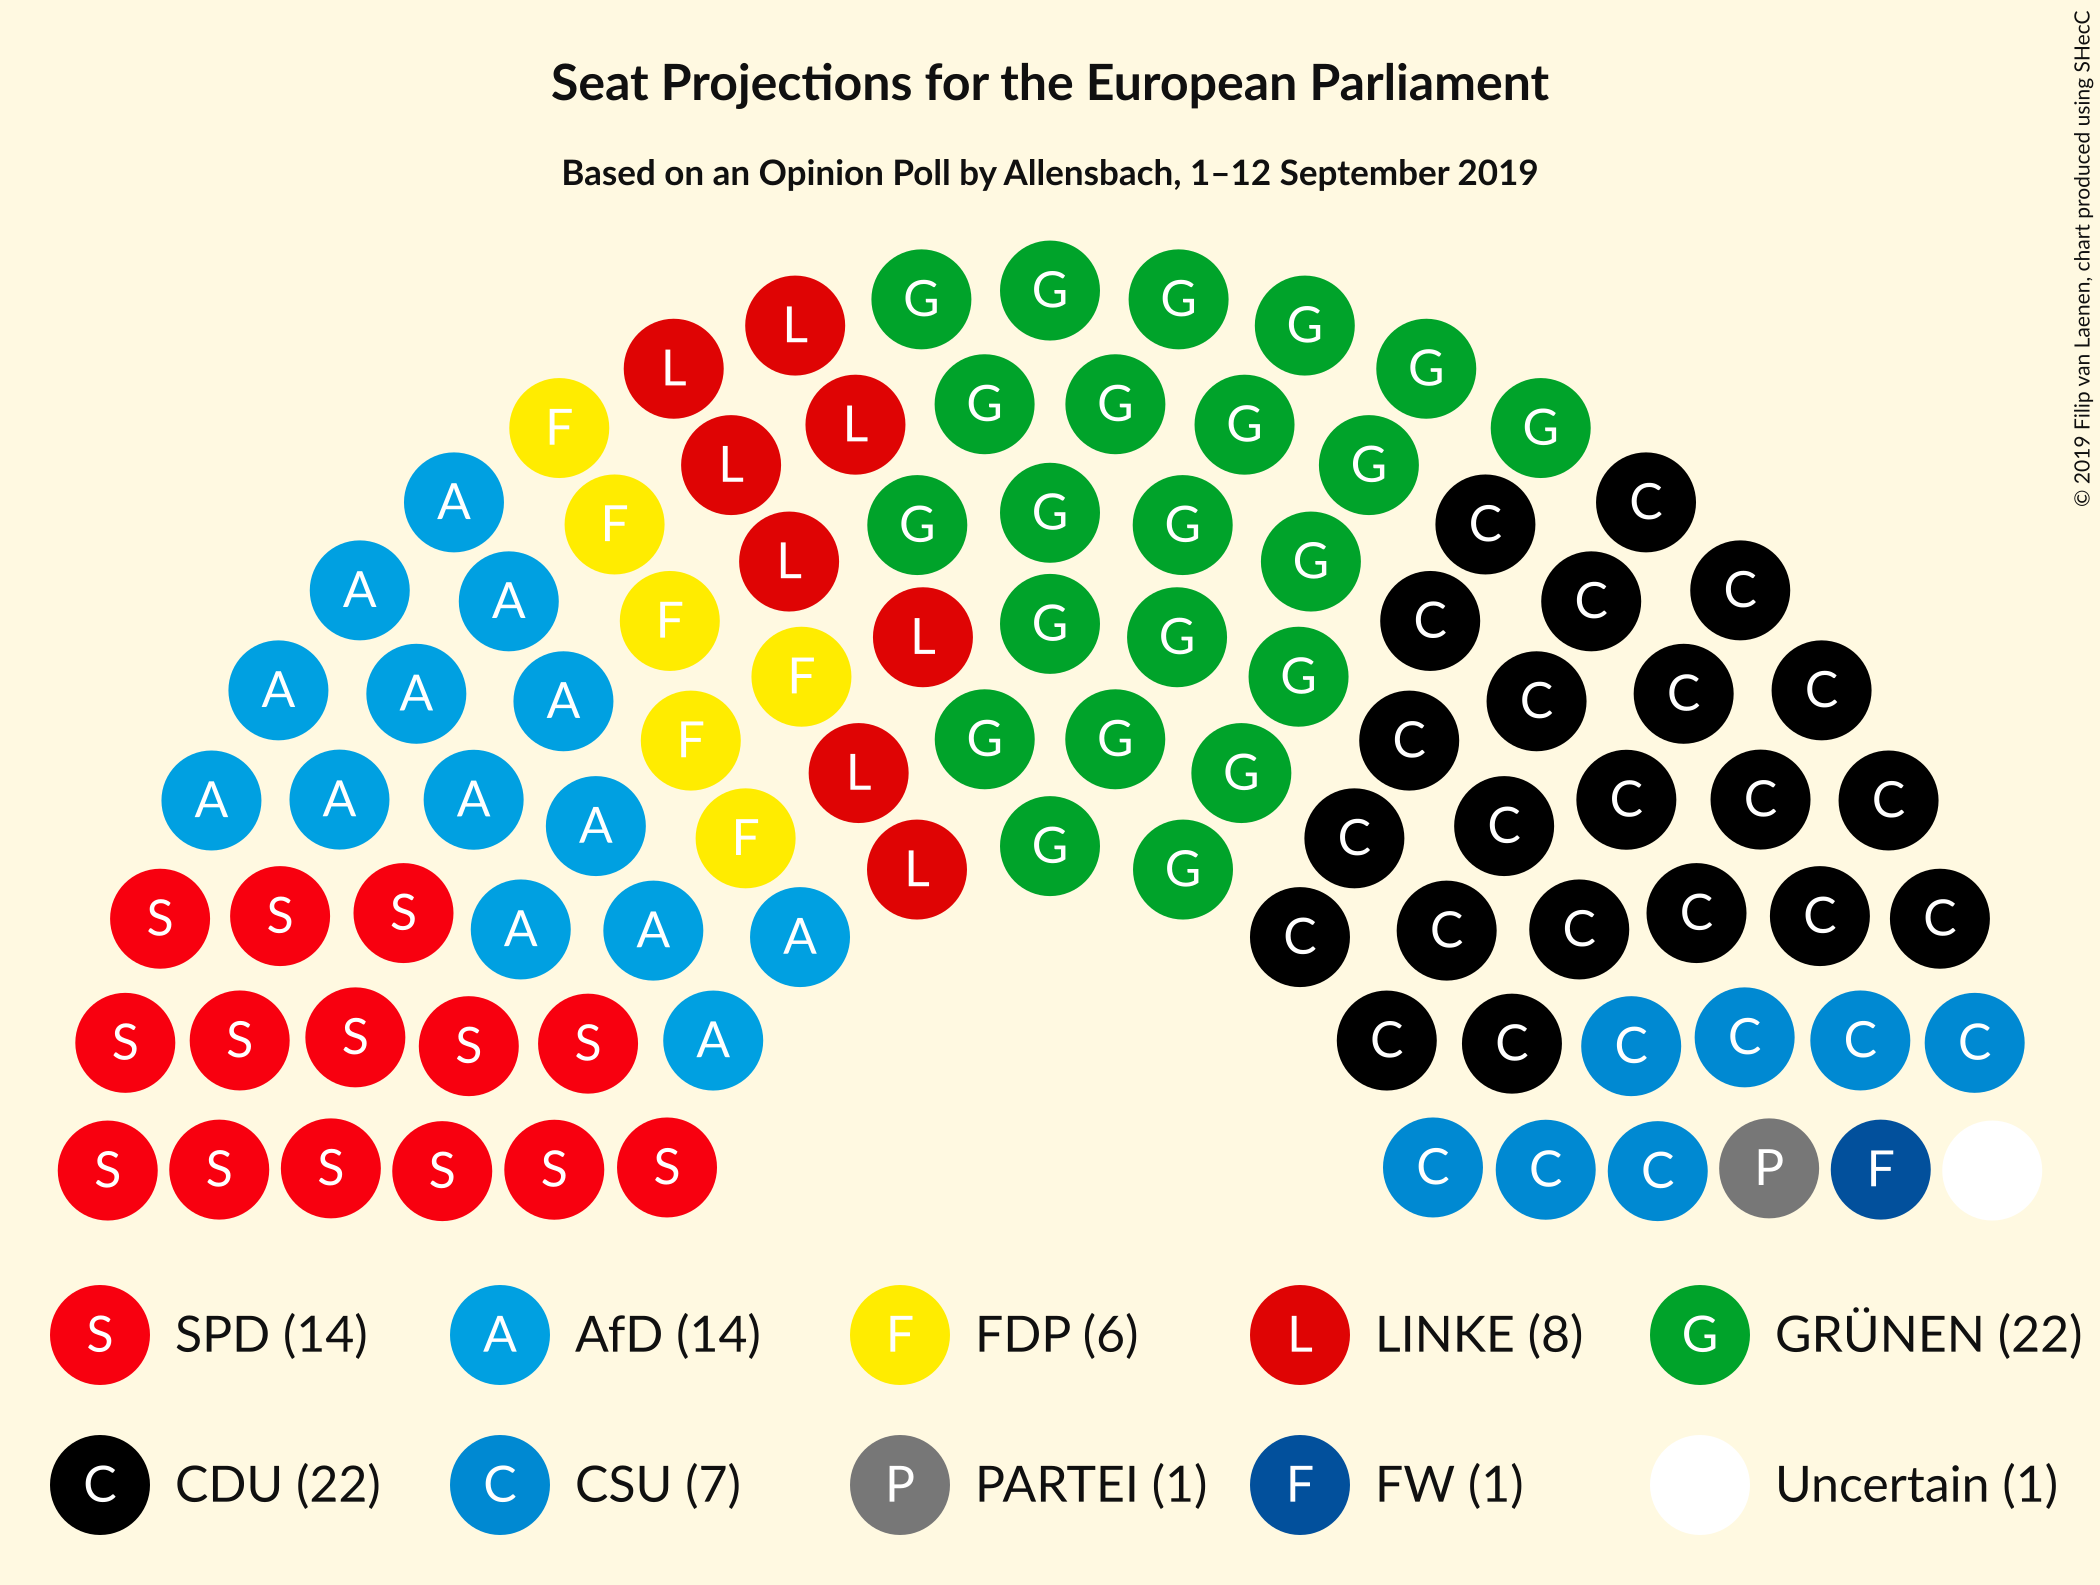 Seat Projections for the European Parliament
Based on an Opinion Poll by Allensbach, 1–12 September 2019
© 2019 Filip van Laenen, chart produced using SHecC
G G G
L G
L G
L G G
F L G G
L G
A C
G G G
F C
L G
A A C C
F G G C
L
F G
A A A C C C
F G G C
L G
A A A C C C
A C
F C
G
L G
S S S C C C
A A A C C C
S S S S S A C C C C C C
S S S S S S C C C P F
S SPD (14) A AfD (14) F FDP (6) L LINKE (8) G GRÜNEN (22)
C CDU (22) C CSU (7) P PARTEI (1) F FW (1) Uncertain (1)